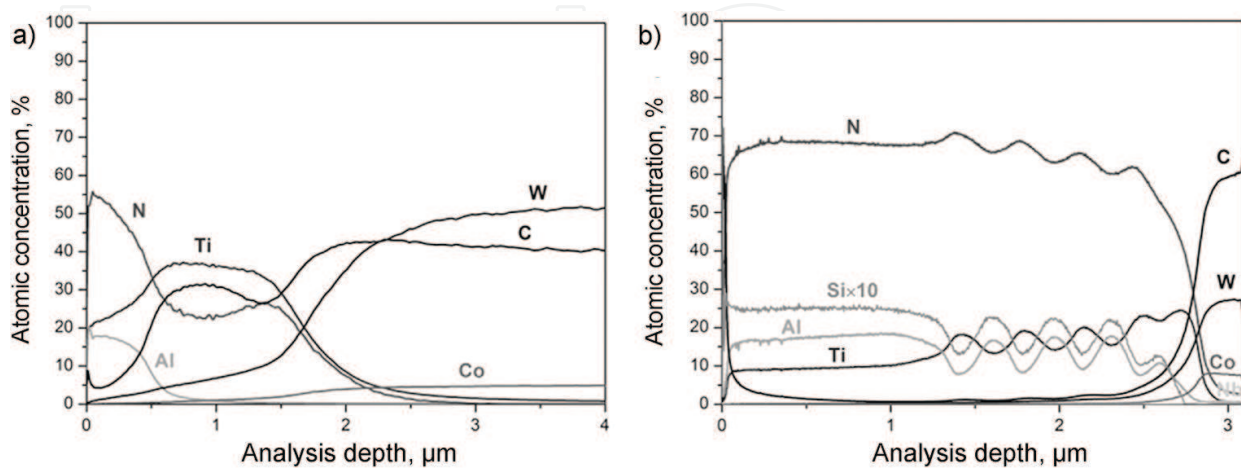 a)
Atomic concentration, %
100
90
80
70
60
50
40
30
20
10
0
N
Ti
Al
W
C
Co
0 1 2 3 4
Analysis depth, µm
b)
Atomic concentration, %
100
90
80
70
60
50
40
30
20
10
0
N
Si×10
Al
Ti
C
W
Co
Nb
0 1 2 3
Analysis depth, µm